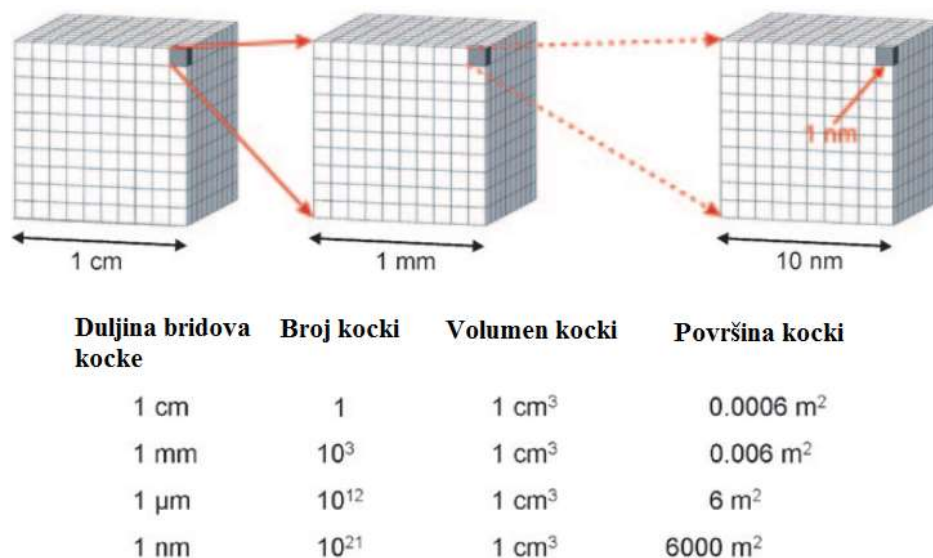 1 nm
1 cm
1 mm
10 nm
Duljina bridova kocke Broj kocki Volumen kocki Površina kocki
1 cm 1 1 cm³ 0.0006 m²
1 mm 10³ 1 cm³ 0.006 m²
1 µm 10¹² 1 cm³ 6 m²
1 nm 10²¹ 1 cm³ 6000 m²